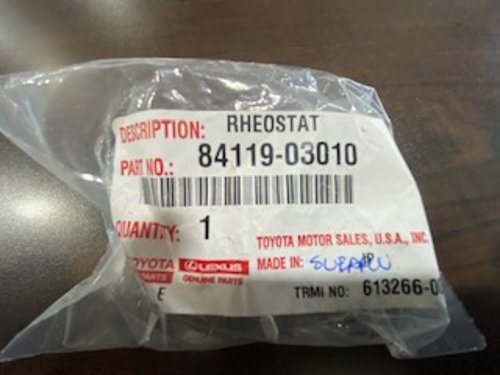 DESCRIPTION: RHEOSTAT
PART NO.: 84119-03010
QUANTITY: 1
TOYOTA MOTOR SALES, U.S.A., INC.
TOYOTA PARTS
LEXUS GENUINE PARTS
MADE IN:
E
TRMI NO: 613266-0